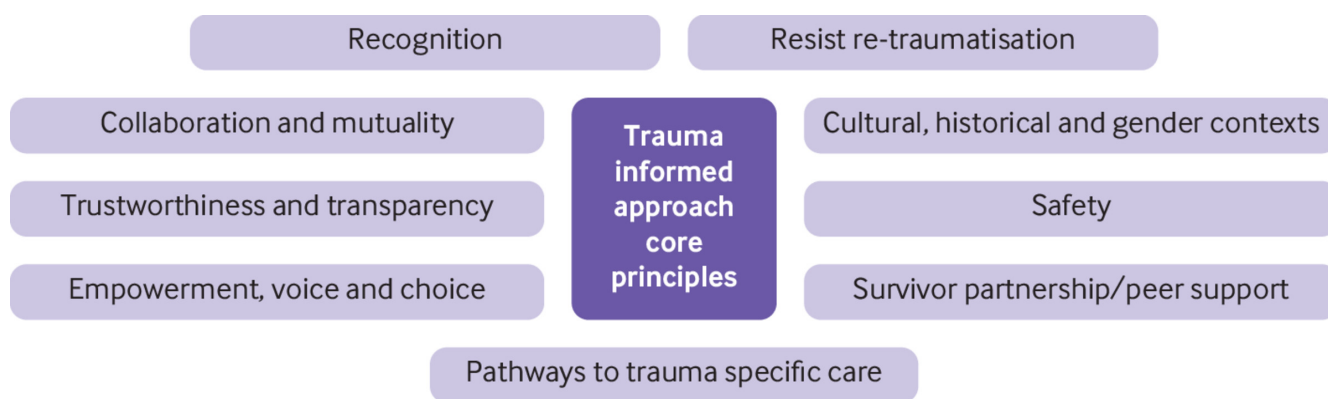 Recognition
Resist re-traumatisation
Collaboration and mutuality
Trauma
informed
approach
core
principles
Cultural, historical and gender contexts
Trustworthiness and transparency
Safety
Empowerment, voice and choice
Survivor partnership/peer support
Pathways to trauma specific care